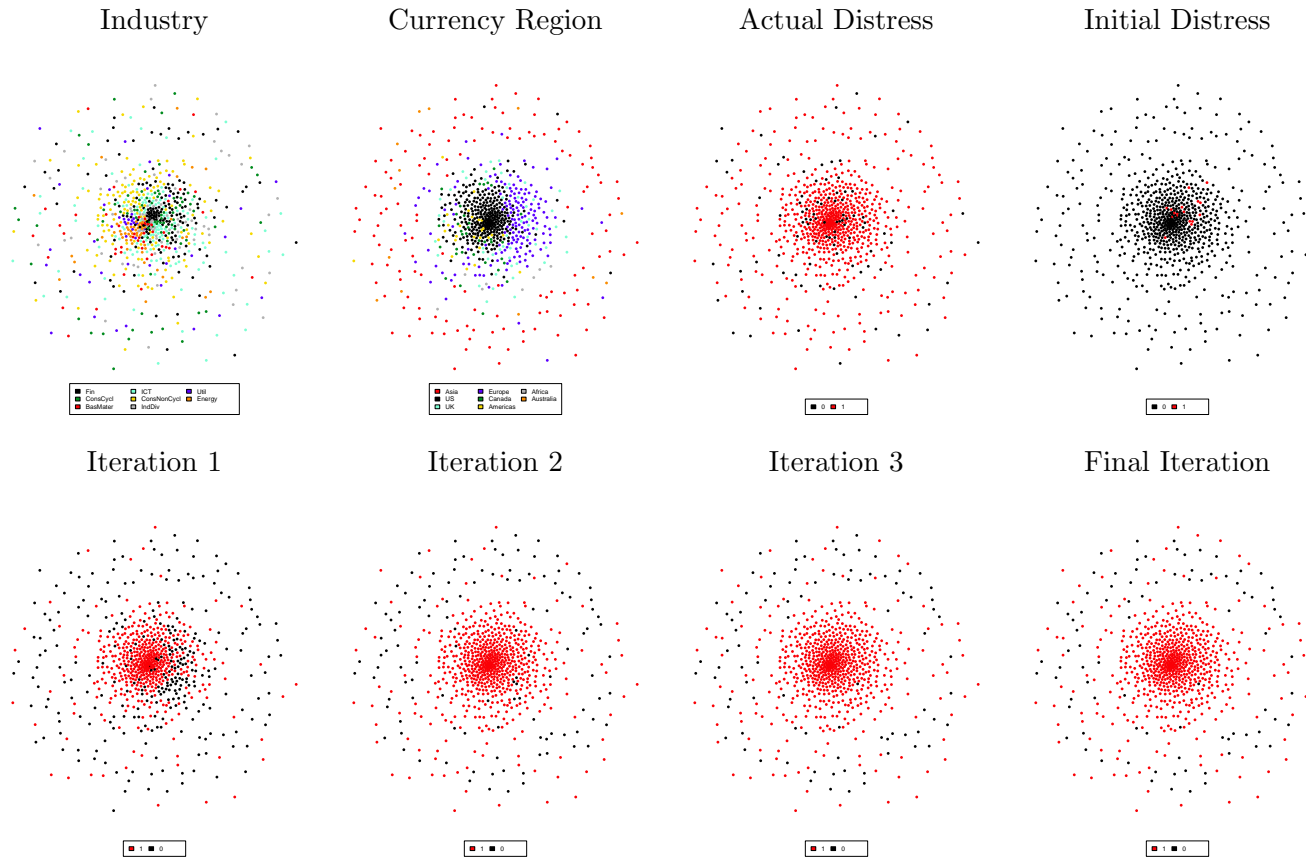 Industry
Currency Region
Actual Distress
Initial Distress
Fin ICT Util
ConsCycl ConsNonCycl Energy
BasMater IndDiv
Asia Europe Africa
US Canada Australia
UK Americas
0 1
0 1
Iteration 1
Iteration 2
Iteration 3
Final Iteration
1 0
1 0
1 0
1 0